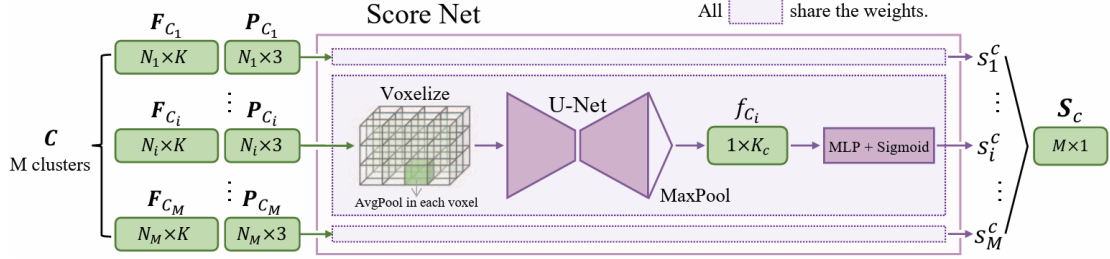 Score Net
All share the weights.
F_{C_1} P_{C_1}
N_1×K N_1×3
s_1^c
⋮ ⋮
Voxelize
U-Net
C
M clusters
F_{C_i} P_{C_i}
N_i×K N_i×3
f_{C_i}
1×K_c
MLP + Sigmoid
s_i^c
S_c
M×1
⋮ ⋮
AvgPool in each voxel
MaxPool
F_{C_M} P_{C_M}
N_M×K N_M×3
s_M^c